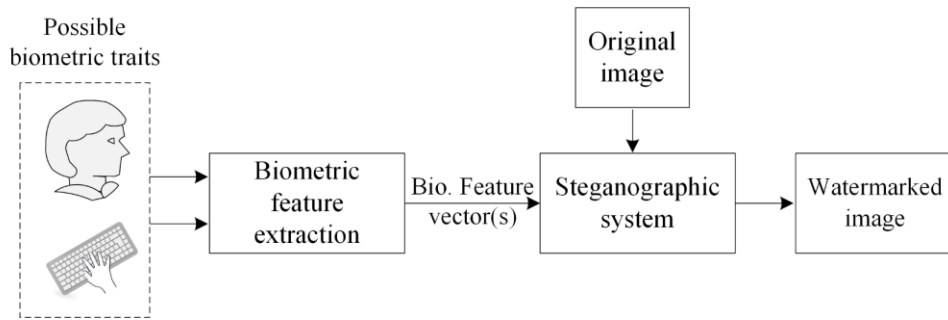 Possible
biometric traits
Original
image
Biometric
feature
extraction
Bio. Feature
vector(s)
Steganographic
system
Watermarked
image